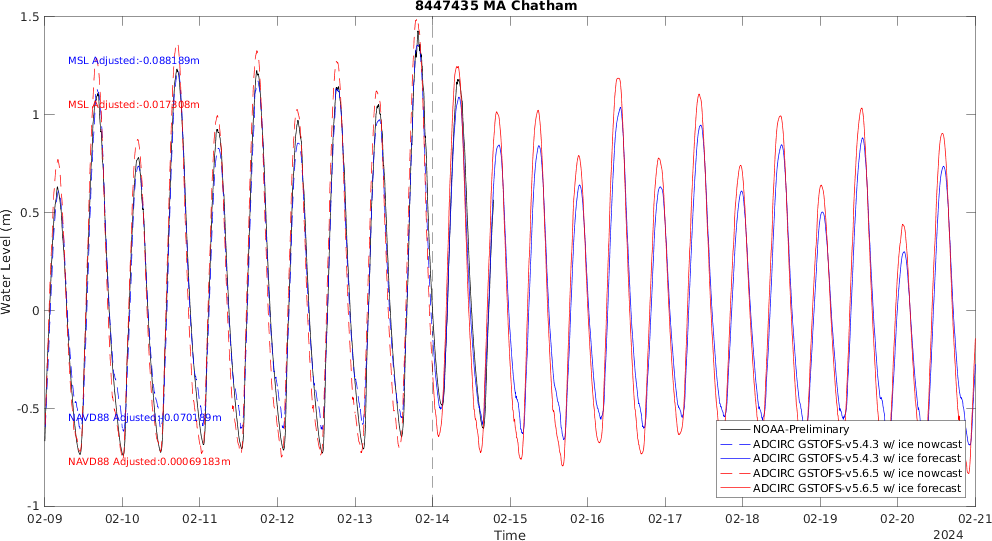 8447435 MA Chatham
1.5
MSL Adjusted:-0.088189m
MSL Adjusted:-0.017308m
1
0.5
Water Level (m)
0
NAVD88 Adjusted:-0.070189m
-0.5
NAVD88 Adjusted:0.00069183m
NOAA-Preliminary
ADCIRC GSTOFS-v5.4.3 w/ ice nowcast
ADCIRC GSTOFS-v5.4.3 w/ ice forecast
ADCIRC GSTOFS-v5.6.5 w/ ice nowcast
ADCIRC GSTOFS-v5.6.5 w/ ice forecast
-1
02-09 02-10 02-11 02-12 02-13 02-14 02-15 02-16 02-17 02-18 02-19 02-20 02-21
Time
2024